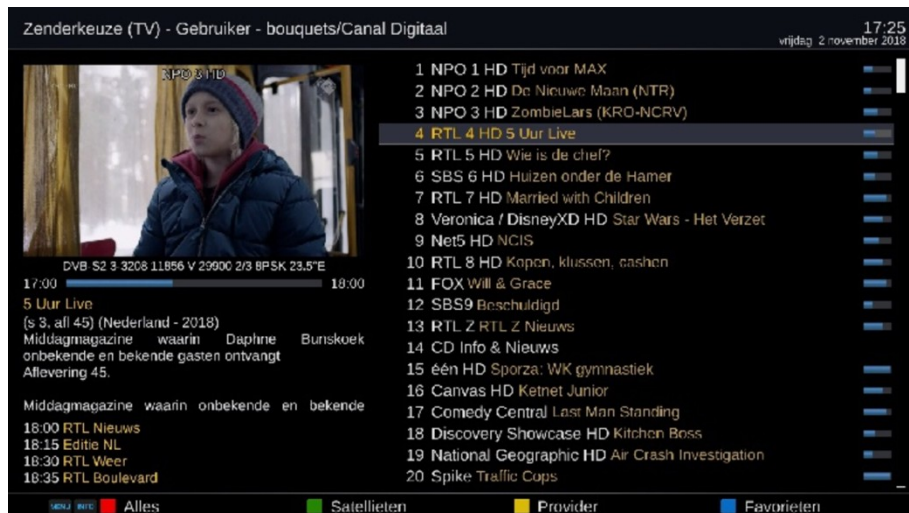 Zenderkeuze (TV) - Gebruiker - bouquets/Canal Digitaal
17:25
vrijdag 2 november 2018
NPO 3 HD
DVB-S2 3-3208 11856 V 29900 2/3 8PSK 23.5°E
17:00 18:00
5 Uur Live
(s 3, afl 45) (Nederland - 2018)
Middagmagazine waarin Daphne Bunskoek
onbekende en bekende gasten ontvangt
Aflevering 45.
Middagmagazine waarin onbekende en bekende
18:00 RTL Nieuws
18:15 Editie NL
18:30 RTL Weer
18:35 RTL Boulevard
1 NPO 1 HD Tijd voor MAX
2 NPO 2 HD De Nieuwe Maan (NTR)
3 NPO 3 HD ZombieLars (KRO-NCRV)
4 RTL 4 HD 5 Uur Live
5 RTL 5 HD Wie is de chef?
6 SBS 6 HD Huizen onder de Hamer
7 RTL 7 HD Married with Children
8 Veronica / DisneyXD HD Star Wars - Het Verzet
9 Net5 HD NCIS
10 RTL 8 HD Kopen, klussen, cashen
11 FOX Will & Grace
12 SBS9 Beschuldigd
13 RTL Z RTL Z Nieuws
14 CD Info & Nieuws
15 één HD Sporza: WK gymnastiek
16 Canvas HD Ketnet Junior
17 Comedy Central Last Man Standing
18 Discovery Showcase HD Kitchen Boss
19 National Geographic HD Air Crash Investigation
20 Spike Traffic Cops
MENU INFO Alles Satellieten Provider Favorieten